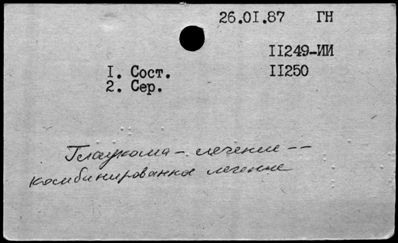 26.01.87 ГН
11249-ИИ
1. Сост. 11250
2. Сер.
Глаукома - лечение --
комбинированное лечение